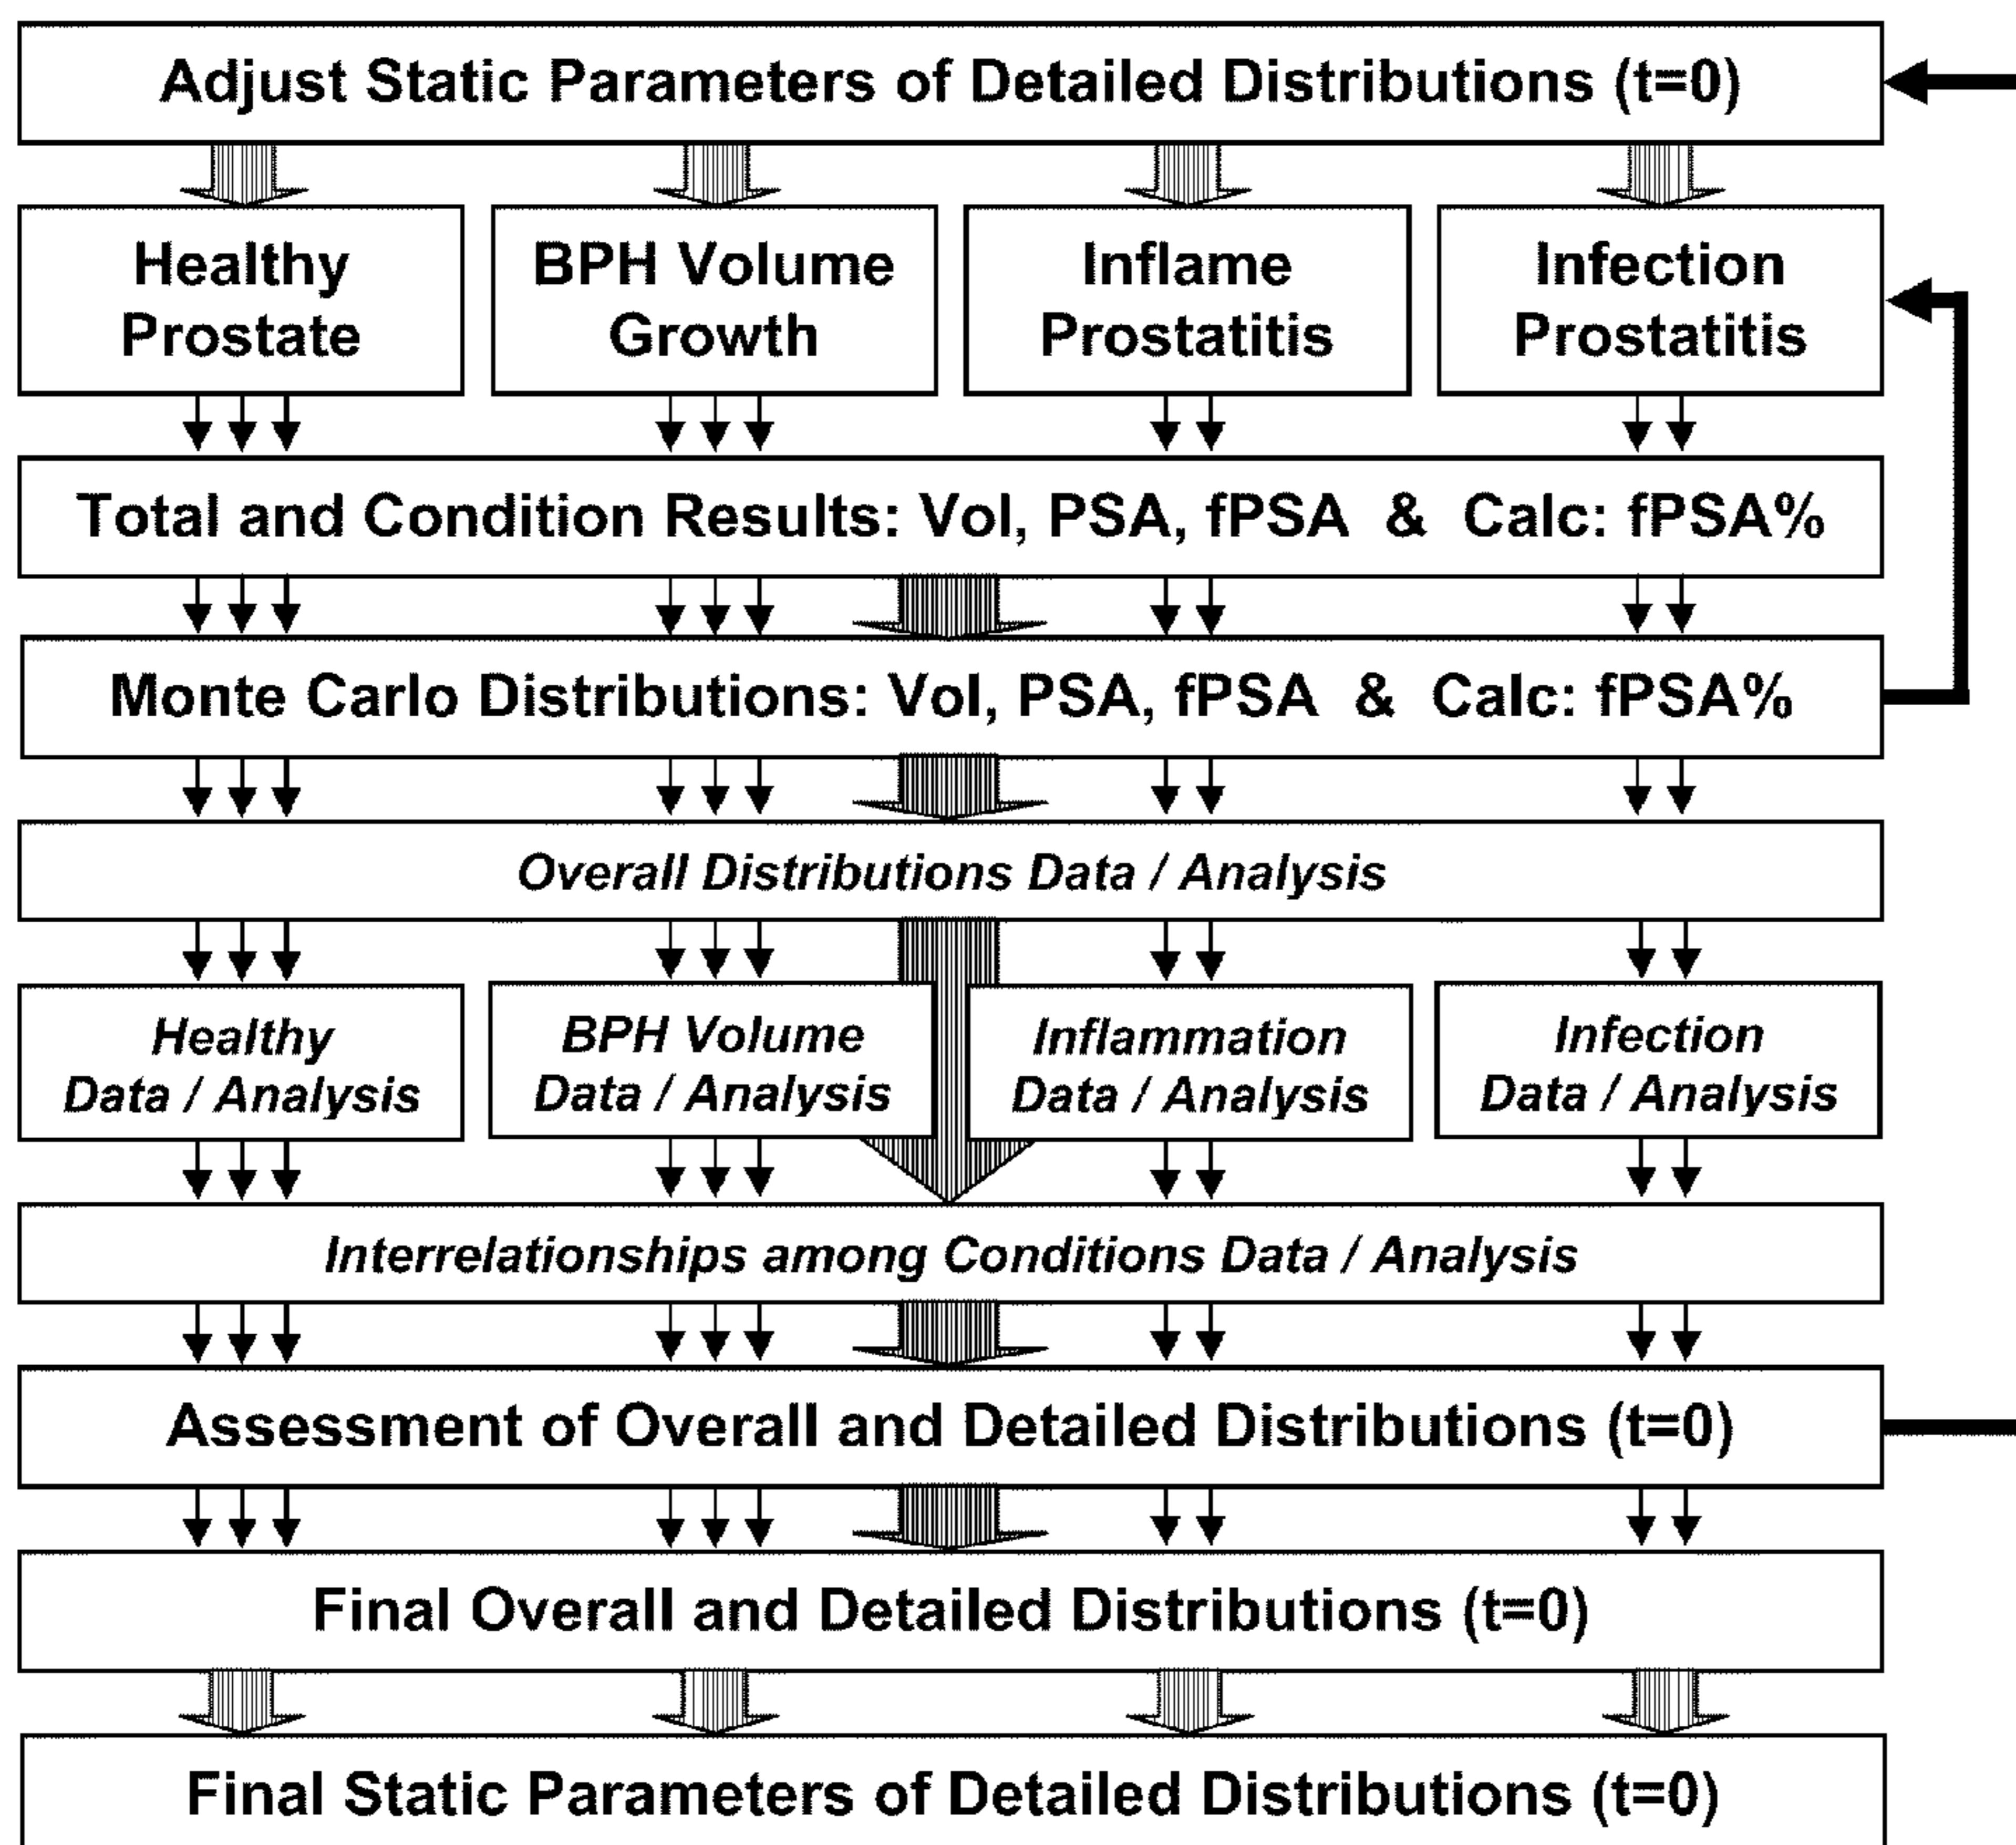 Adjust Static Parameters of Detailed Distributions (t=0)
Healthy
Prostate
BPH Volume
Growth
Inflame
Prostatitis
Infection
Prostatitis
Total and Condition Results: Vol, PSA, fPSA & Calc: fPSA%
Monte Carlo Distributions: Vol, PSA, fPSA & Calc: fPSA%
Overall Distributions Data / Analysis
Healthy
Data / Analysis
BPH Volume
Data / Analysis
Inflammation
Data / Analysis
Infection
Data / Analysis
Interrelationships among Conditions Data / Analysis
Assessment of Overall and Detailed Distributions (t=0)
Final Overall and Detailed Distributions (t=0)
Final Static Parameters of Detailed Distributions (t=0)